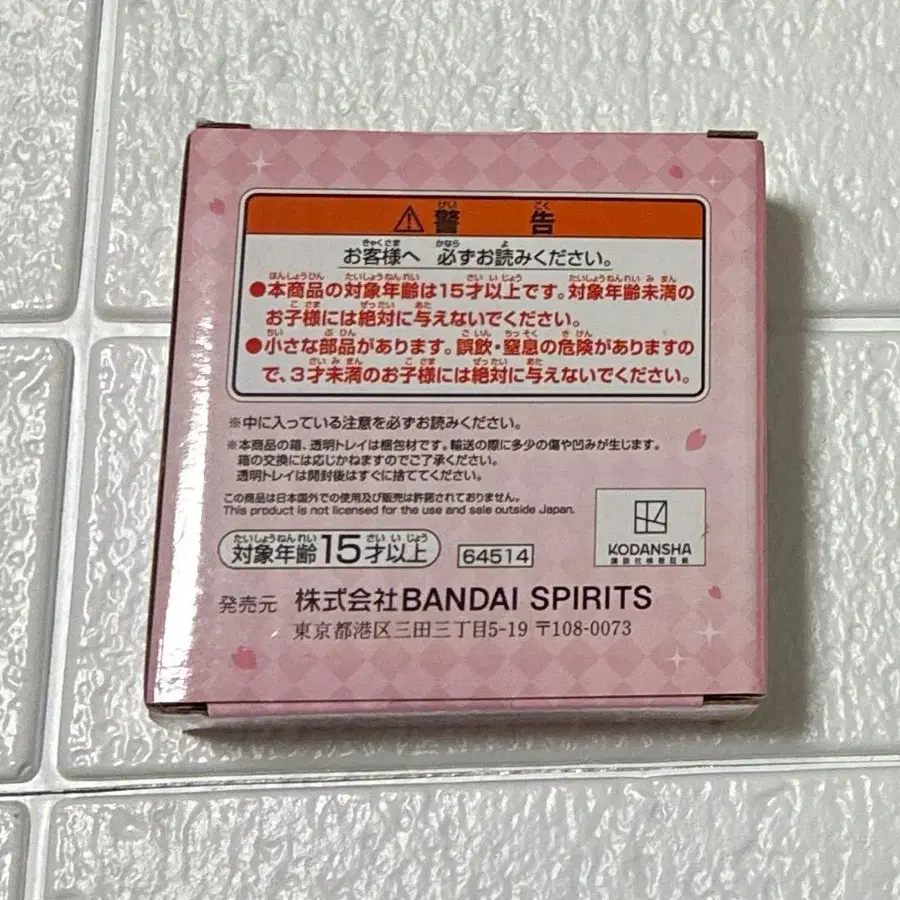 ⚠警告
お客様へ 必ずお読みください。
●本商品の対象年齢は15才以上です。対象年齢未満の
お子様には絶対に与えないでください。
●小さな部品があります。誤飲・窒息の危険がありますの
で、3才未満のお子様には絶対に与えないでください。
※中に入っている注意を必ずお読みください。
※本商品の箱、透明トレイは梱包材です。輸送の際に多少の傷や凹みが生じます。
箱の交換には応じかねますのでご了承ください。
透明トレイは開封後はすぐに捨ててください。
この商品は日本国外での使用及び販売は許諾されておりません。
This product is not licensed for the use and sale outside Japan.
対象年齢15才以上
64514
KODANSHA
講談社検数証紙
発売元 株式会社BANDAI SPIRITS
東京都港区三田三丁目5-19 〒108-0073